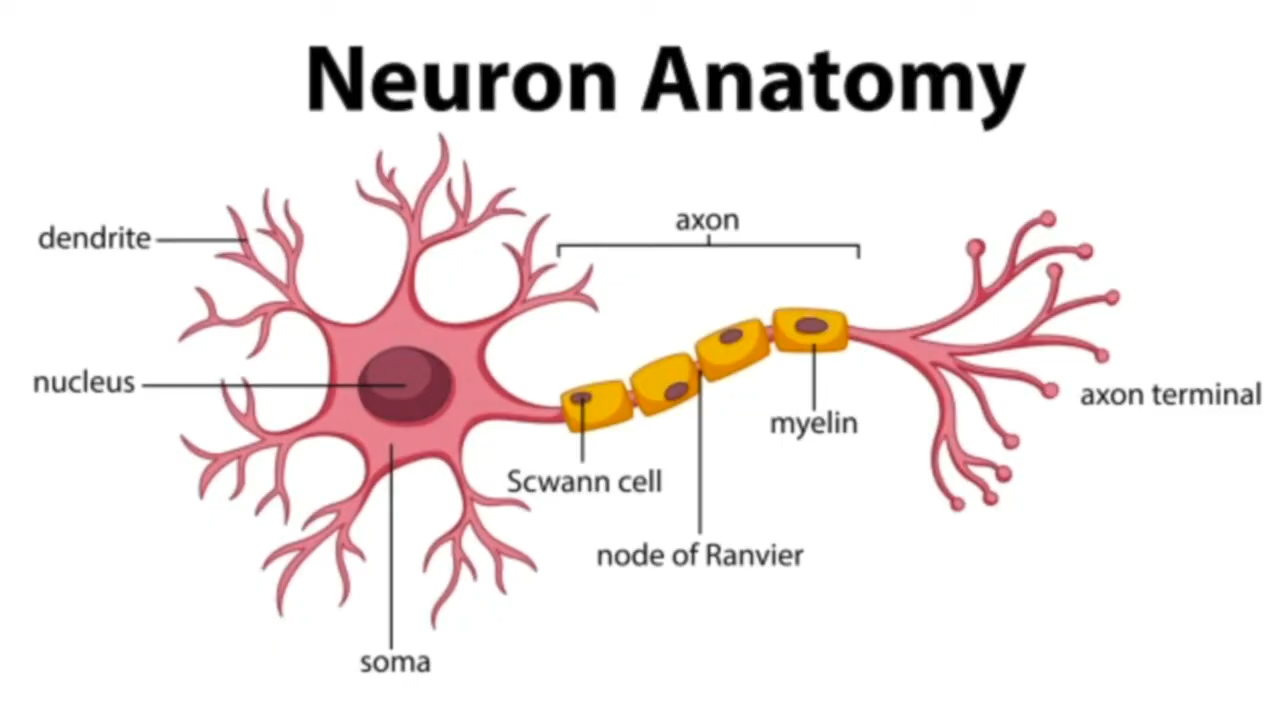 Neuron Anatomy
dendrite
axon
nucleus
axon terminal
myelin
Scwann cell
node of Ranvier
soma